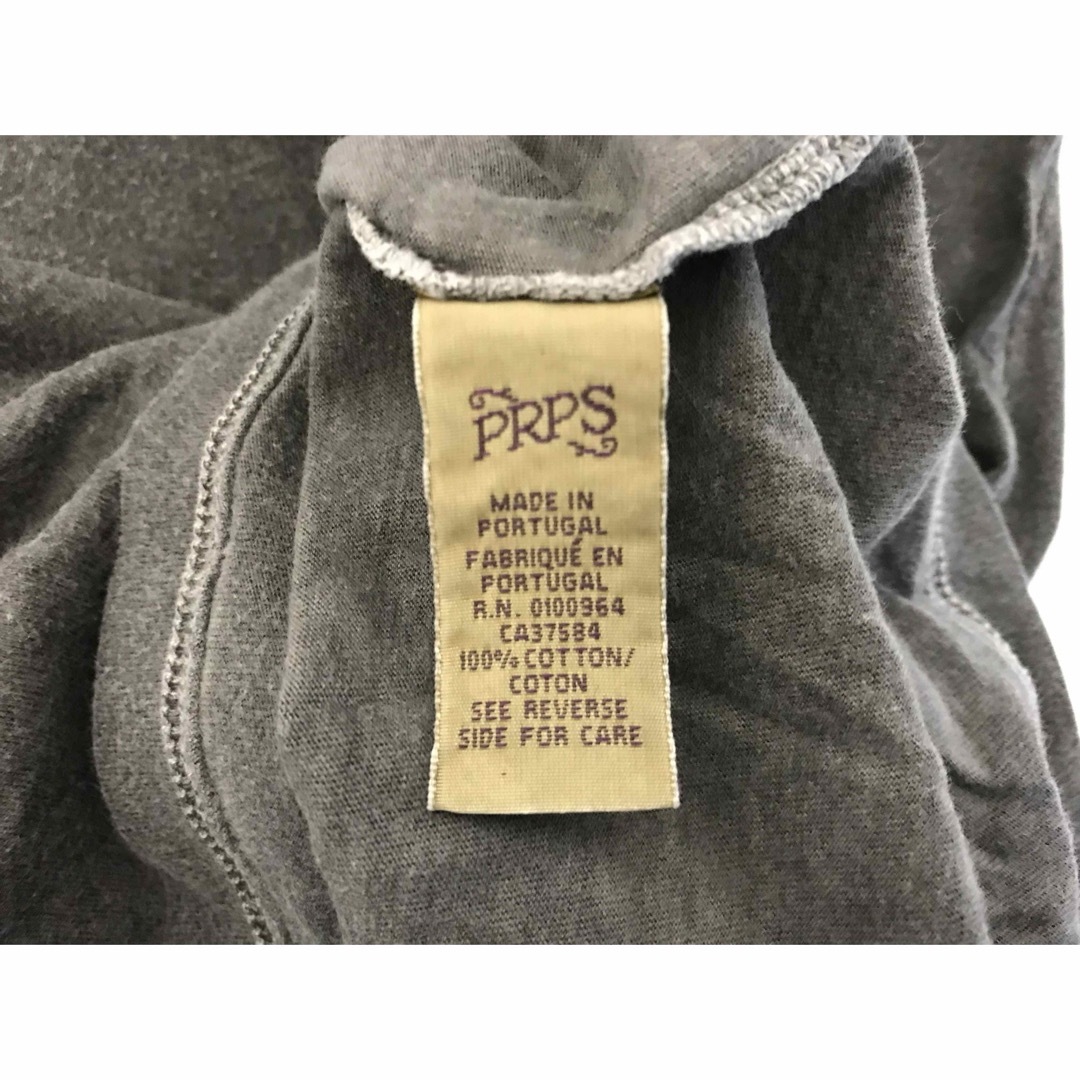 PRPS
MADE IN
PORTUGAL
FABRIQUÉ EN
PORTUGAL
R.N. 0100964
CA37584
100% COTTON/
COTON
SEE REVERSE
SIDE FOR CARE